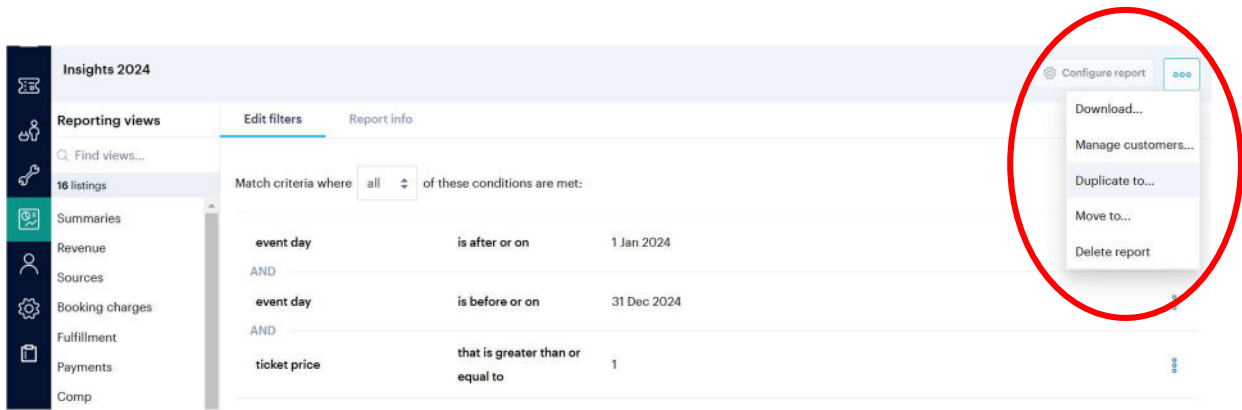 Insights 2024
Configure report
Reporting views
Find views...
16 listings
Summaries
Revenue
Sources
Booking charges
Fulfillment
Payments
Comp
Edit filters
Report info
Match criteria where all of these conditions are met:
event day is after or on 1 Jan 2024
AND
event day is before or on 31 Dec 2024
AND
ticket price that is greater than or equal to 1
Download...
Manage customers...
Duplicate to...
Move to...
Delete report